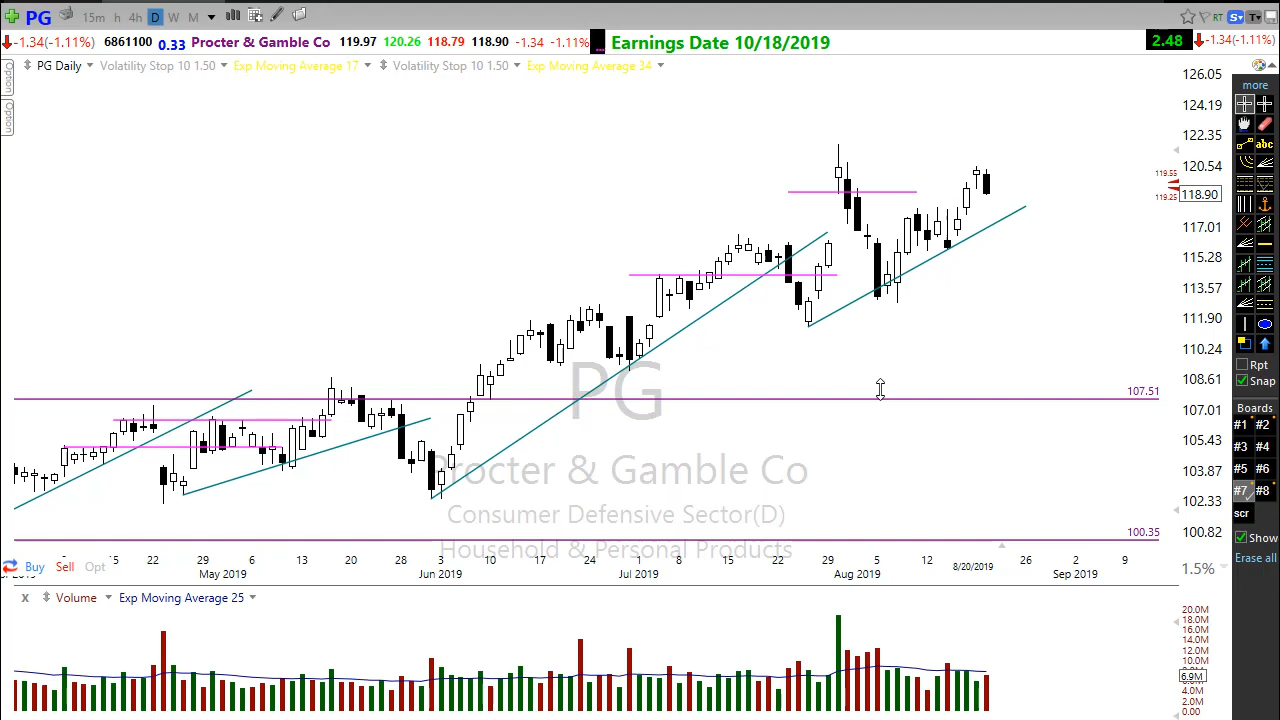 PG 15m h 4h D W M RT S T
-1.34(-1.11%) 6861100 0.33 Procter & Gamble Co 119.97 120.26 118.79 118.90 -1.34 -1.11% Earnings Date 10/18/2019 2.48 -1.34(-1.11%)
PG Daily Volatility Stop 10 1.50 Exp Moving Average 17 Volatility Stop 10 1.50 Exp Moving Average 34
Option
Option
126.05
124.19
122.35
120.54
119.55
118.90
119.25
117.01
115.28
113.57
111.90
110.24
108.61
107.51
107.01
105.43
103.87
102.33
100.35
100.82
PG
Procter & Gamble Co
Consumer Defensive Sector(D)
Household & Personal Products
15 22 29 6 13 20 28 3 10 17 24 1 8 15 22 29 5 12 8/20/2019 26 2 9
May 2019 Jun 2019 Jul 2019 Aug 2019 Sep 2019
Buy Sell Opt
1.5%
x Volume Exp Moving Average 25
20.0M
18.0M
16.0M
14.0M
12.0M
10.0M
6.9M
4.0M
2.00M
0.00
more
abc
Rpt
Snap
Boards
#1 #2
#3 #4
#5 #6
#7 #8
scr
Show
Erase all